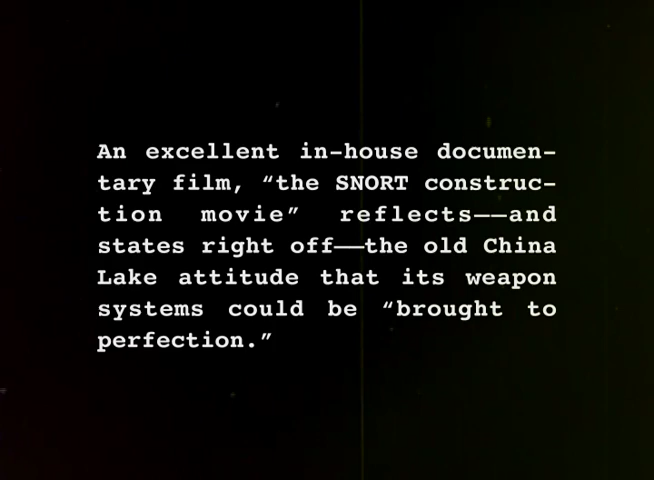 An excellent in-house documen-
tary film, “the SNORT construc-
tion movie” reflects——and
states right off——the old China
Lake attitude that its weapon
systems could be “brought to
perfection.”